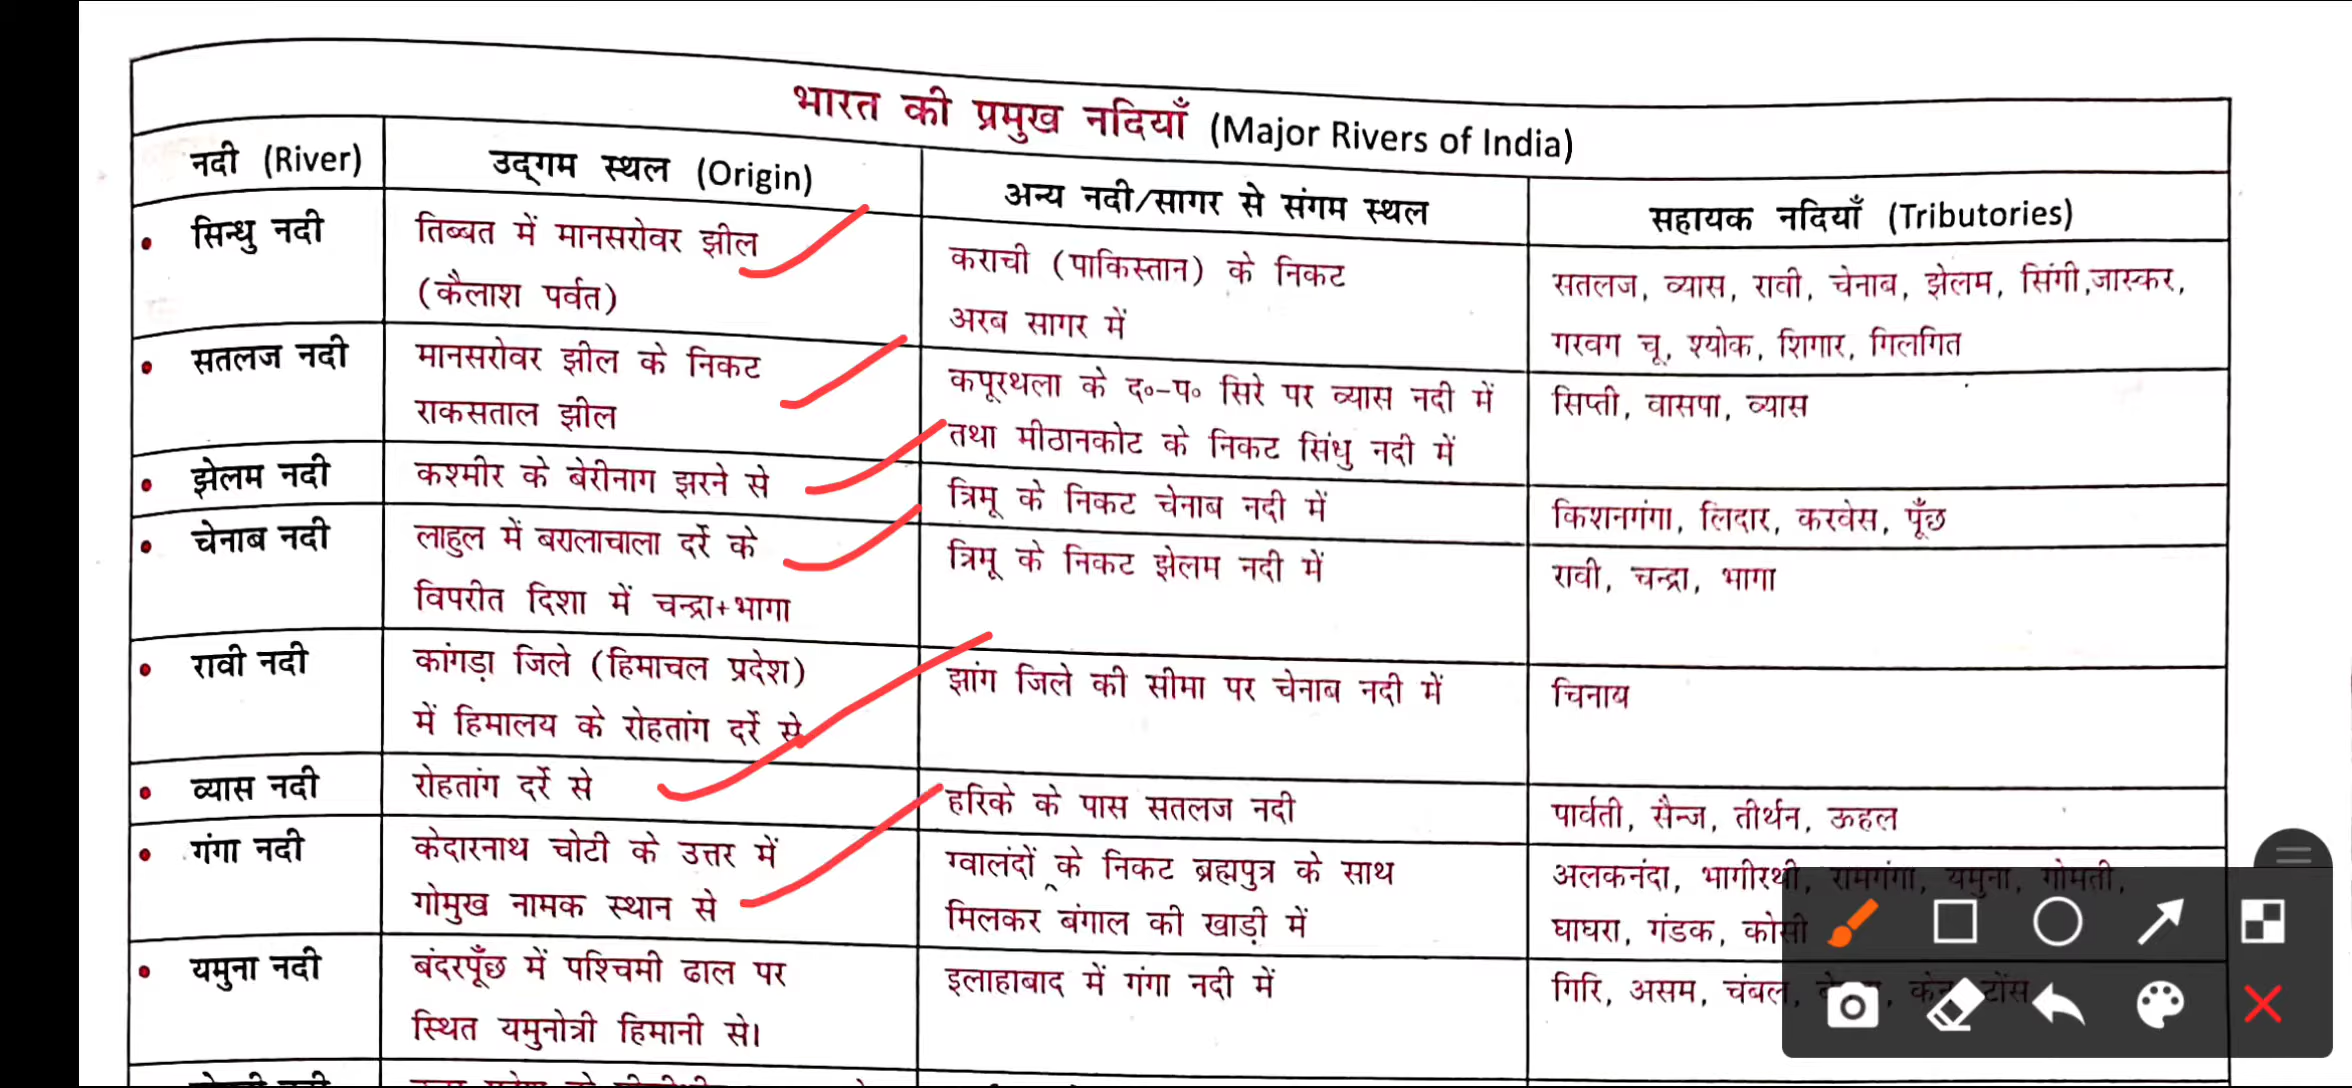 भारत की प्रमुख नदियाँ (Major Rivers of India)
नदी (River)
उद्‌गम स्थल (Origin)
अन्य नदी/सागर से संगम स्थल
सहायक नदियाँ (Tributories)
• सिन्धु नदी
तिब्बत में मानसरोवर झील
(कैलाश पर्वत)
कराची (पाकिस्तान) के निकट
अरब सागर में
सतलज, व्यास, रावी, चेनाब, झेलम, सिंगी,जास्कर,
गरवग चू, श्योक, शिगार, गिलगित
• सतलज नदी
मानसरोवर झील के निकट
राकसताल झील
कपूरथला के द०-प० सिरे पर व्यास नदी में
तथा मीठानकोट के निकट सिंधु नदी में
सिप्ती, वासपा, व्यास
• झेलम नदी
कश्मीर के बेरीनाग झरने से
त्रिमू के निकट चेनाब नदी में
किशनगंगा, लिदार, करवेस, पूँछ
• चेनाब नदी
लाहुल में बरालाचाला दर्रे के
विपरीत दिशा में चन्द्रा+भागा
त्रिमू के निकट झेलम नदी में
रावी, चन्द्रा, भागा
• रावी नदी
कांगड़ा जिले (हिमाचल प्रदेश)
में हिमालय के रोहतांग दर्रे से
झांग जिले की सीमा पर चेनाब नदी में
चिनाय
• व्यास नदी
रोहतांग दर्रे से
हरिके के पास सतलज नदी
पार्वती, सैन्ज, तीर्थन, ऊहल
• गंगा नदी
केदारनाथ चोटी के उत्तर में
गोमुख नामक स्थान से
ग्वालंदों के निकट ब्रह्मपुत्र के साथ
मिलकर बंगाल की खाड़ी में
अलकनंदा, भागीरथी, रामगंगा, यमुना, गोमती,
घाघरा, गंडक, कोसी
• यमुना नदी
बंदरपूँछ में पश्चिमी ढाल पर
स्थित यमुनोत्री हिमानी से।
इलाहाबाद में गंगा नदी में
गिरि, असम, चंबल, केन, टोंस